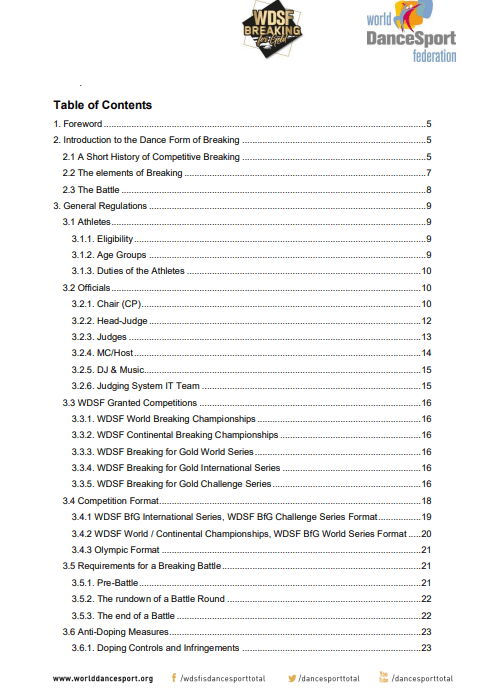 WDSF
BREAKING
for Gold
world
DanceSport
federation
.
Table of Contents
1. Foreword ........ 5
2. Introduction to the Dance Form of Breaking ........ 5
2.1 A Short History of Competitive Breaking ........ 5
2.2 The elements of Breaking ........ 7
2.3 The Battle ........ 8
3. General Regulations ........ 9
3.1 Athletes ........ 9
3.1.1. Eligibility ........ 9
3.1.2. Age Groups ........ 9
3.1.3. Duties of the Athletes ........ 10
3.2 Officials ........ 10
3.2.1. Chair (CP) ........ 10
3.2.2. Head-Judge ........ 12
3.2.3. Judges ........ 13
3.2.4. MC/Host ........ 14
3.2.5. DJ & Music ........ 15
3.2.6. Judging System IT Team ........ 15
3.3 WDSF Granted Competitions ........ 16
3.3.1. WDSF World Breaking Championships ........ 16
3.3.2. WDSF Continental Breaking Championships ........ 16
3.3.3. WDSF Breaking for Gold World Series ........ 16
3.3.4. WDSF Breaking for Gold International Series ........ 16
3.3.5. WDSF Breaking for Gold Challenge Series ........ 16
3.4 Competition Format ........ 18
3.4.1 WDSF BfG International Series, WDSF BfG Challenge Series Format ........ 19
3.4.2 WDSF World / Continental Championships, WDSF BfG World Series Format ..... 20
3.4.3 Olympic Format ........ 21
3.5 Requirements for a Breaking Battle ........ 21
3.5.1. Pre-Battle ........ 21
3.5.2. The rundown of a Battle Round ........ 22
3.5.3. The end of a Battle ........ 22
3.6 Anti-Doping Measures ........ 23
3.6.1. Doping Controls and Infringements ........ 23
www.worlddancesport.org /wdsfisdancesporttotal /dancesporttotal /dancesporttotal